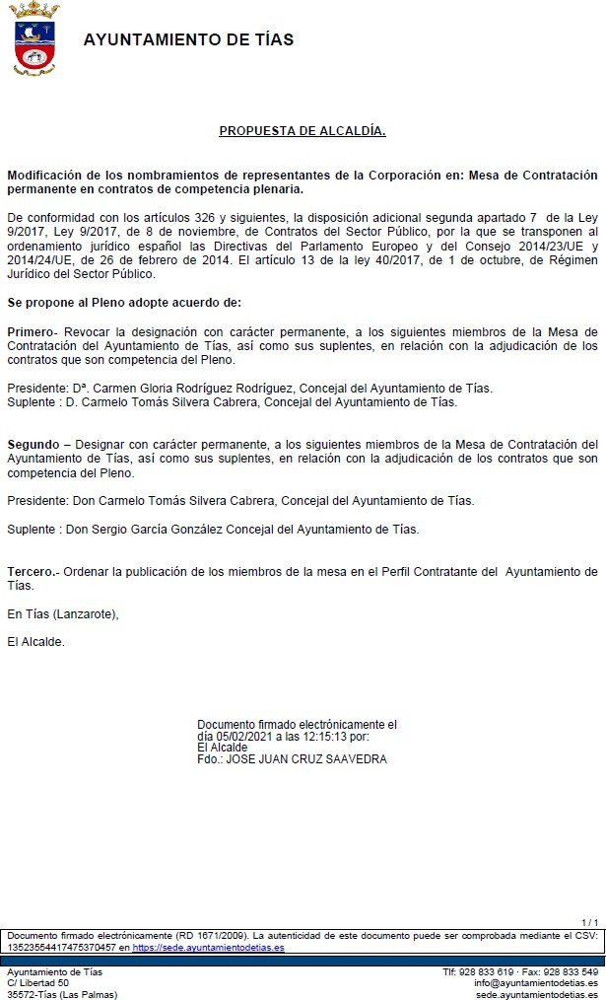 AYUNTAMIENTO DE TÍAS
PROPUESTA DE ALCALDÍA.
Modificación de los nombramientos de representantes de la Corporación en: Mesa de Contratación
permanente en contratos de competencia plenaria.
De conformidad con los artículos 326 y siguientes, la disposición adicional segunda apartado 7 de la Ley
9/2017, Ley 9/2017, de 8 de noviembre, de Contratos del Sector Público, por la que se transponen al
ordenamiento jurídico español las Directivas del Parlamento Europeo y del Consejo 2014/23/UE y
2014/24/UE, de 26 de febrero de 2014. El artículo 13 de la ley 40/2017, de 1 de octubre, de Régimen
Jurídico del Sector Público.
Se propone al Pleno adopte acuerdo de:
Primero- Revocar la designación con carácter permanente, a los siguientes miembros de la Mesa de
Contratación del Ayuntamiento de Tías, así como sus suplentes, en relación con la adjudicación de los
contratos que son competencia del Pleno.
Presidente: Dª. Carmen Gloria Rodríguez Rodríguez, Concejal del Ayuntamiento de Tías.
Suplente : D. Carmelo Tomás Silvera Cabrera, Concejal del Ayuntamiento de Tías.
Segundo – Designar con carácter permanente, a los siguientes miembros de la Mesa de Contratación del
Ayuntamiento de Tías, así como sus suplentes, en relación con la adjudicación de los contratos que son
competencia del Pleno.
Presidente: Don Carmelo Tomás Silvera Cabrera, Concejal del Ayuntamiento de Tías.
Suplente : Don Sergio García González Concejal del Ayuntamiento de Tías.
Tercero.- Ordenar la publicación de los miembros de la mesa en el Perfil Contratante del Ayuntamiento de
Tías.
En Tías (Lanzarote),
El Alcalde.
Documento firmado electrónicamente el
día 05/02/2021 a las 12:15:13 por:
El Alcalde
Fdo.: JOSE JUAN CRUZ SAAVEDRA
1 / 1
Documento firmado electrónicamente (RD 1671/2009). La autenticidad de este documento puede ser comprobada mediante el CSV:
13523554417475370457 en https://sede.ayuntamientodetias.es
Ayuntamiento de Tías
C/ Libertad 50
35572-Tías (Las Palmas)
Tlf: 928 833 619 · Fax: 928 833 549
info@ayuntamientodetias.es
sede.ayuntamientodetias.es